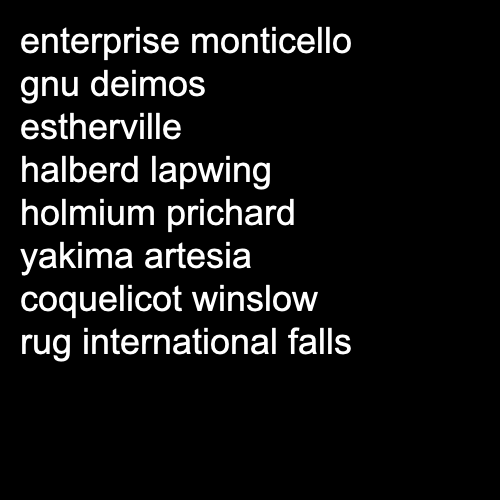 enterprise monticello
gnu deimos
estherville
halberd lapwing
holmium prichard
yakima artesia
coquelicot winslow
rug international falls